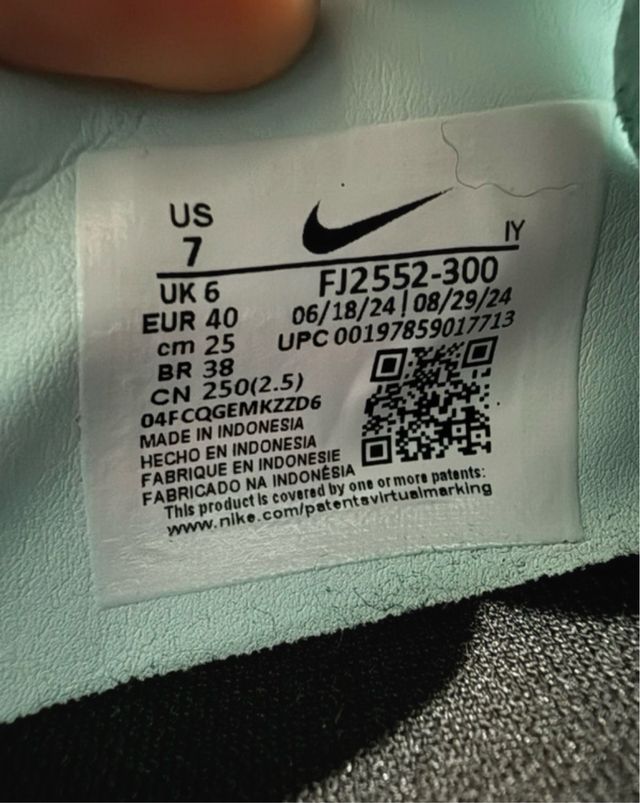 US
7
IY
UK 6
EUR 40
cm 25
BR 38
CN 250(2.5)
FJ2552-300
06/18/24|08/29/24
UPC 00197859017713
04FCQGEMKZZD6
MADE IN INDONESIA
HECHO EN INDONESIA
FABRIQUE EN INDONESIE
FABRICADO NA INDONÉSIA
This product is covered by one or more patents:
www.nike.com/patentsvirtualmarking